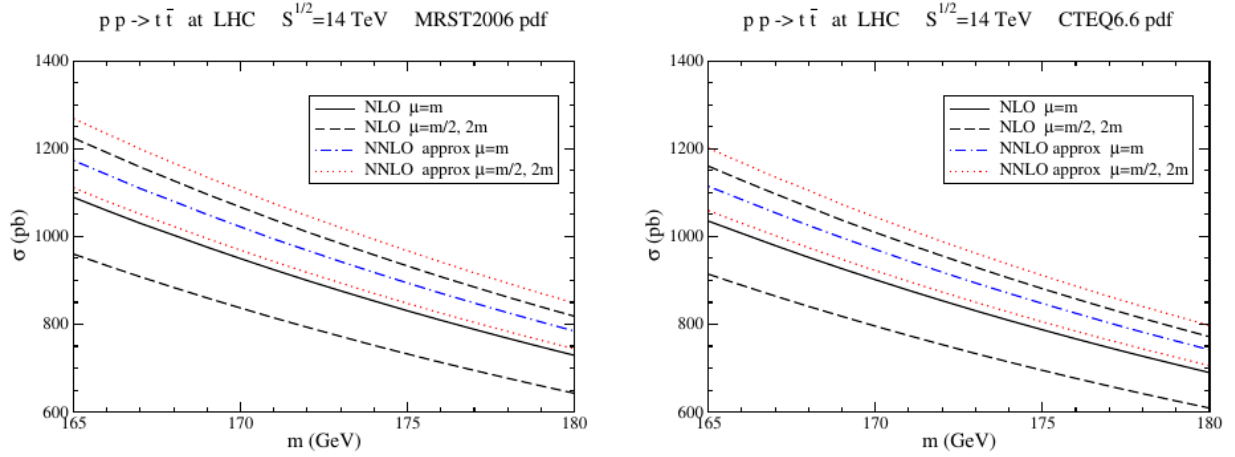 p p -> t t̄ at LHC S^1/2=14 TeV MRST2006 pdf
1400
1200
1000
800
600
σ (pb)
NLO μ=m
NLO μ=m/2, 2m
NNLO approx μ=m
NNLO approx μ=m/2, 2m
165 170 175 180
m (GeV)
p p -> t t̄ at LHC S^1/2=14 TeV CTEQ6.6 pdf
1400
1200
1000
800
600
σ (pb)
NLO μ=m
NLO μ=m/2, 2m
NNLO approx μ=m
NNLO approx μ=m/2, 2m
165 170 175 180
m (GeV)